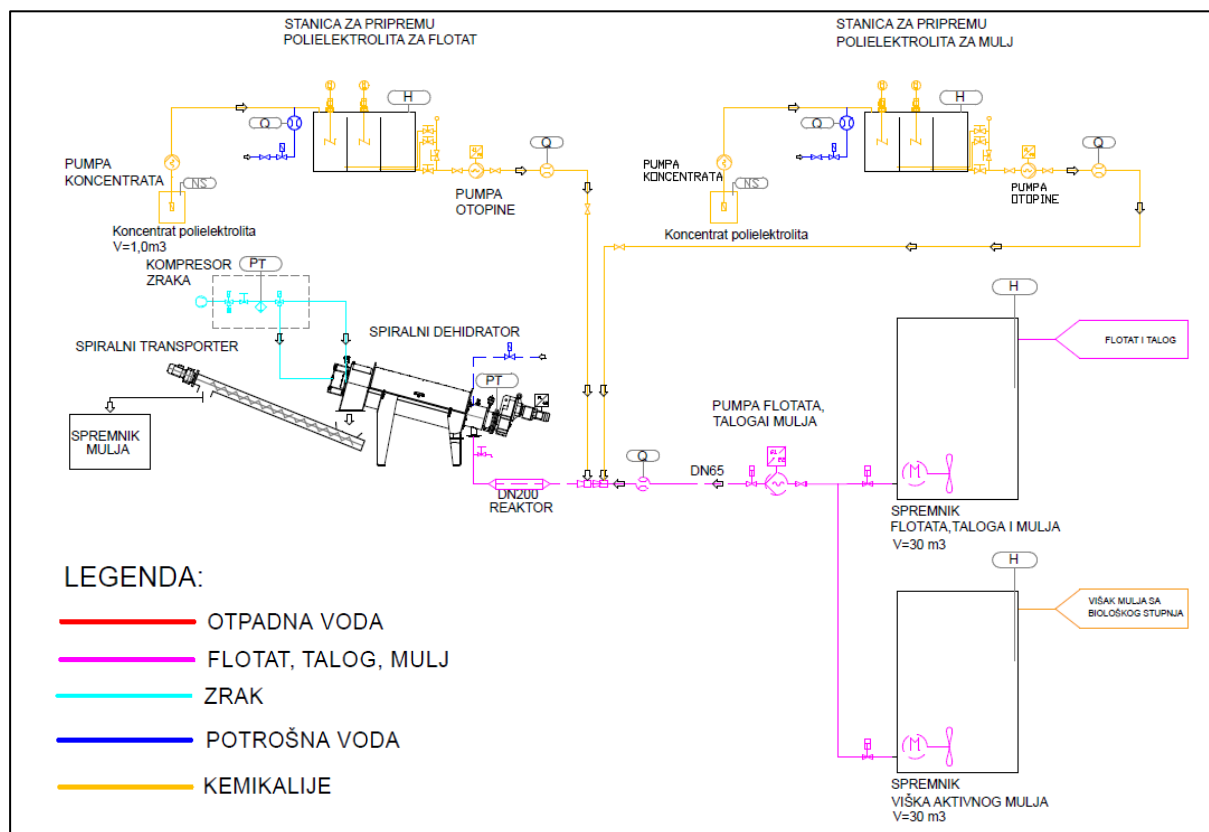 STANICA ZA PRIPREMU
POLIELEKTROLITA ZA FLOTAT
STANICA ZA PRIPREMU
POLIELEKTROLITA ZA MULJ
H
H
Q
Q
Q
Q
PUMPA
KONCENTRATA
NS
PUMPA
OTOPINE
PUMPA
KONCENTRATA
NS
PUMPA
OTOPINE
Koncentrat polielektrolita
V=1,0m3
Koncentrat polielektrolita
KOMPRESOR
ZRAKA
PT
H
FLOTAT I TALOG
SPIRALNI TRANSPORTER
SPIRALNI DEHIDRATOR
PT
SPREMNIK
MULJA
PUMPA FLOTATA,
TALOGAI MULJA
Q
DN65
DN200
REAKTOR
M
SPREMNIK
FLOTATA,TALOGA I MULJA
V=30 m3
H
VIŠAK MULJA SA
BIOLOŠKOG STUPNJA
M
SPREMNIK
VIŠKA AKTIVNOG MULJA
V=30 m3
LEGENDA:
OTPADNA VODA
FLOTAT, TALOG, MULJ
ZRAK
POTROŠNA VODA
KEMIKALIJE